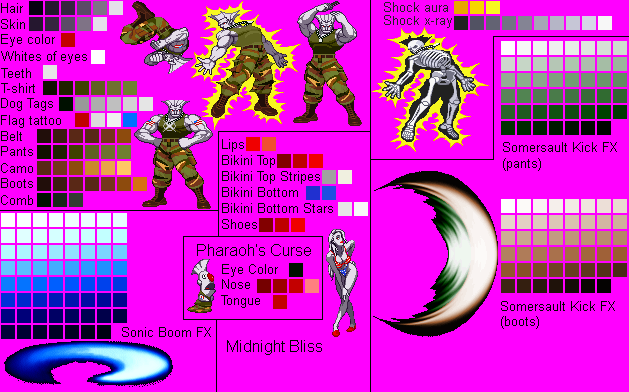 Hair
Skin
Eye color
Whites of eyes
Teeth
T-shirt
Dog Tags
Flag tattoo
Belt
Pants
Camo
Boots
Comb
Shock aura
Shock x-ray
Somersault Kick FX
(pants)
Lips
Bikini Top
Bikini Top Stripes
Bikini Bottom
Bikini Bottom Stars
Shoes
Pharaoh's Curse
Eye Color
Nose
Tongue
Midnight Bliss
Sonic Boom FX
Somersault Kick FX
(boots)